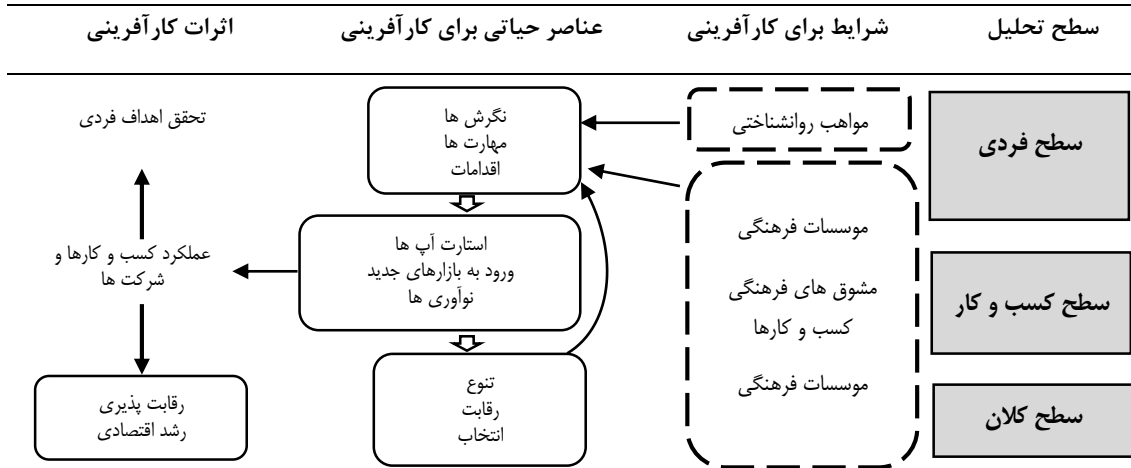 سطح تحلیل
شرایط برای کارآفرینی
عناصر حیاتی برای کارآفرینی
اثرات کارآفرینی
سطح فردی
سطح کسب و کار
سطح کلان
مواهب روانشناختی
موسسات فرهنگی
مشوق های فرهنگی
کسب و کارها
موسسات فرهنگی
نگرش ها
مهارت ها
اقدامات
استارت آپ ها
ورود به بازارهای جدید
نوآوری ها
تنوع
رقابت
انتخاب
تحقق اهداف فردی
عملکرد کسب و کارها و
شرکت ها
رقابت پذیری
رشد اقتصادی